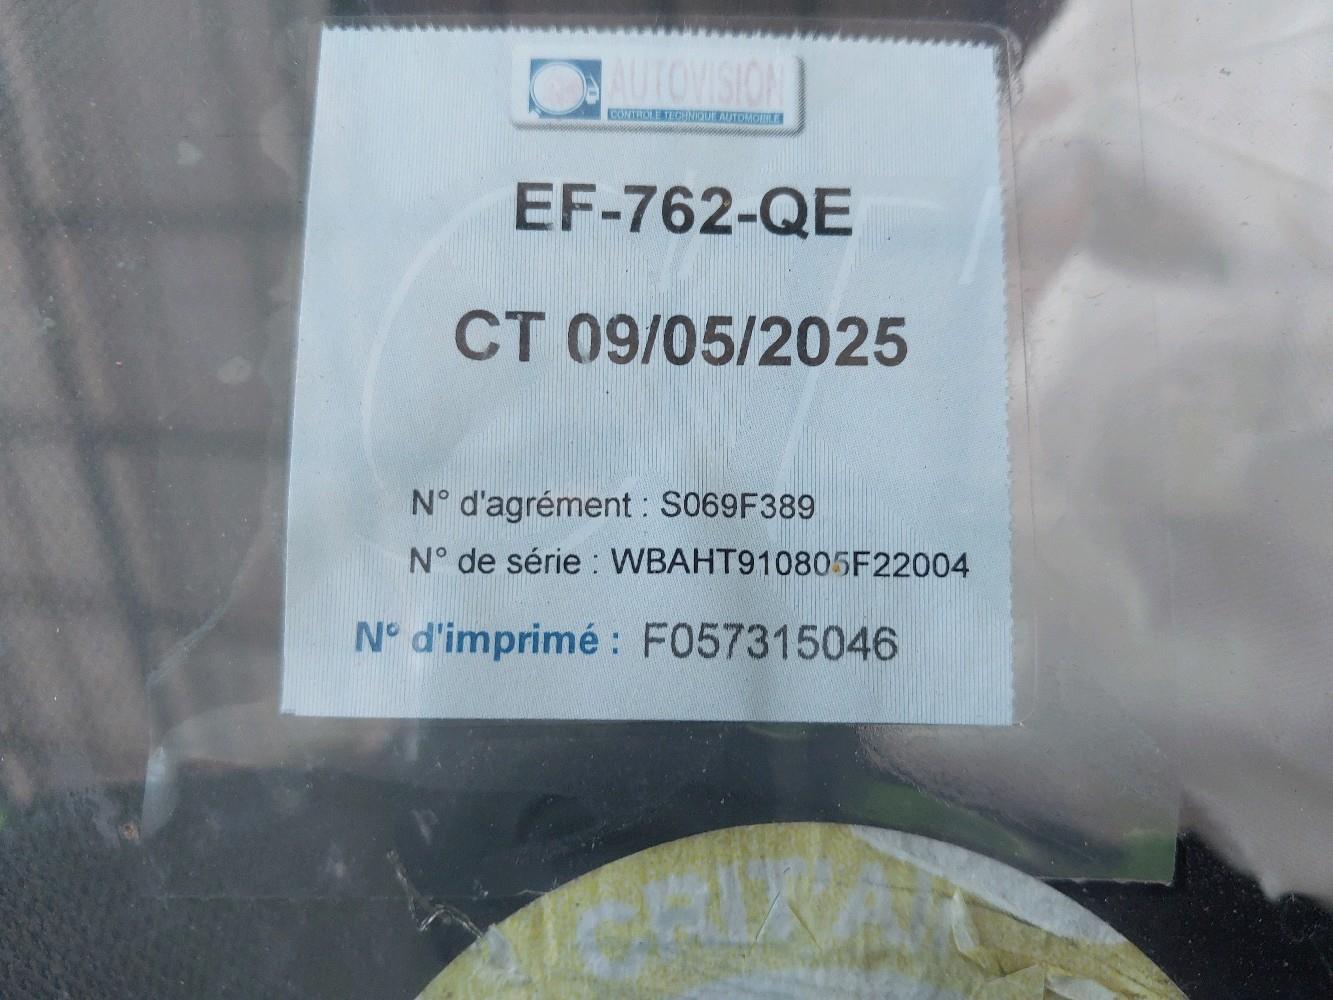 AUTOVISION
CONTROLE TECHNIQUE AUTOMOBILE
EF-762-QE
CT 09/05/2025
N° d'agrément : S069F389
N° de série : WBAHT910805F22004
N° d'imprimé : F057315046
CRIT'AIR